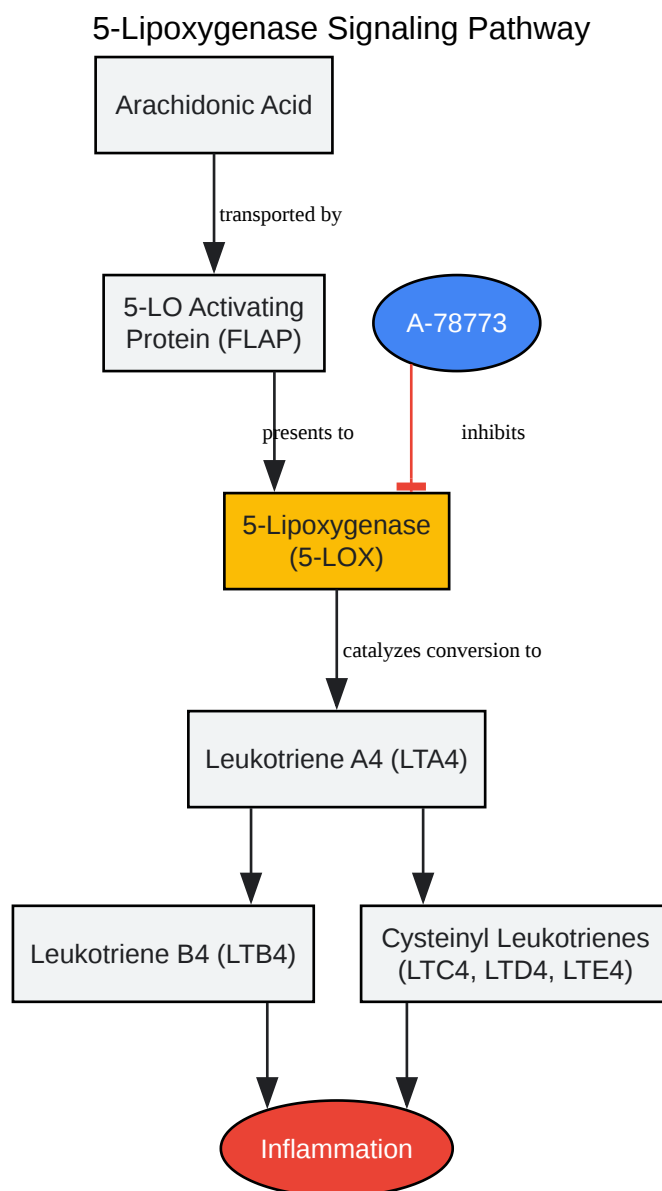 5-Lipoxygenase Signaling Pathway
Arachidonic Acid
transported by
5-LO Activating
Protein (FLAP)
A-78773
presents to
inhibits
5-Lipoxygenase
(5-LOX)
catalyzes conversion to
Leukotriene A4 (LTA4)
Leukotriene B4 (LTB4)
Cysteinyl Leukotrienes
(LTC4, LTD4, LTE4)
Inflammation